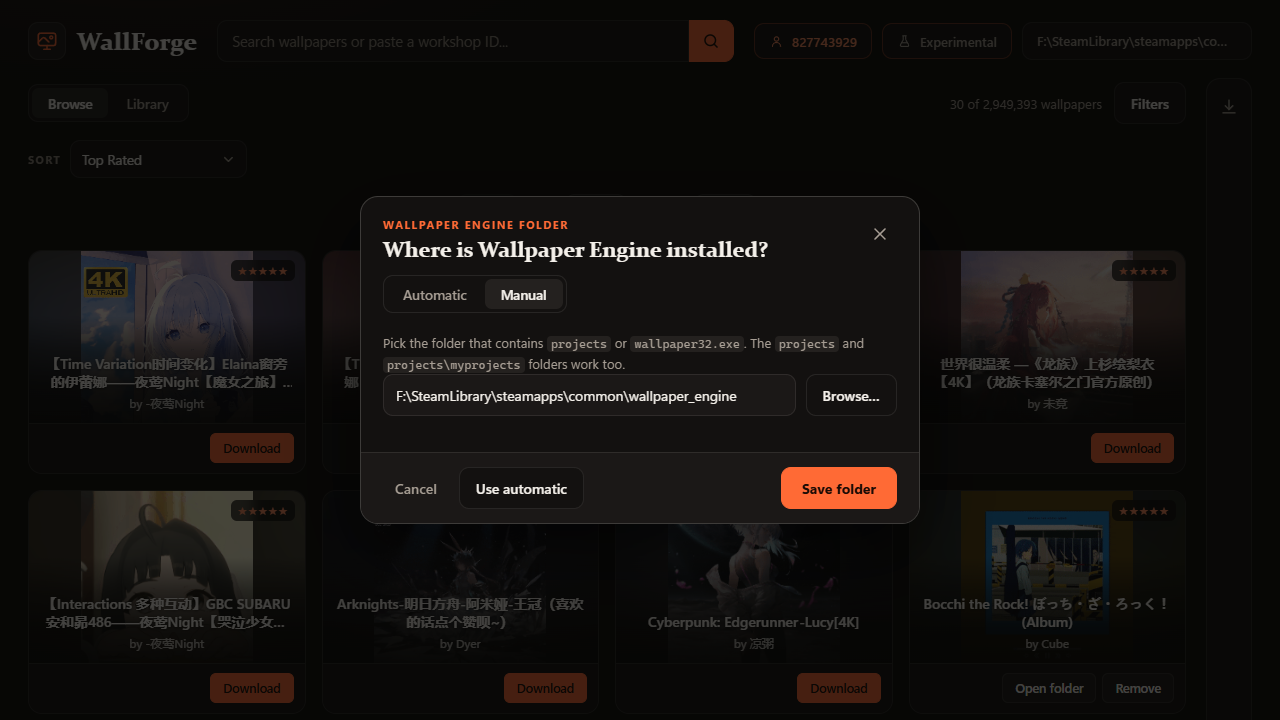 WallForge
Search wallpapers or paste a workshop ID...
827743929
Experimental
F:\SteamLibrary\steamapps\co...
Browse
Library
30 of 2,949,393 wallpapers
Filters
SORT
Top Rated
WALLPAPER ENGINE FOLDER
Where is Wallpaper Engine installed?
Automatic
Manual
Pick the folder that contains projects or wallpaper32.exe. The projects and
projects\myprojects folders work too.
F:\SteamLibrary\steamapps\common\wallpaper_engine
Browse...
Cancel
Use automatic
Save folder
4K
ULTRAHD
★★★★★
【Time Variation时间变化】Elaina窗旁
的伊蕾娜——夜莺Night【魔女之旅】...
by -夜莺Night
Download
★★★★★
世界很温柔 —《龙族》上杉绘梨衣
【4K】（龙族卡塞尔之门官方原创）
by 未竞
Download
★★★★★
【Interactions 多种互动】GBC SUBARU
安和昴486——夜莺Night【哭泣少女...
by -夜莺Night
Download
Arknights-明日方舟-阿米娅-王冠（喜欢
的话点个赞呗~）
by Dyer
Download
Cyberpunk: Edgerunner-Lucy[4K]
by 凉粥
Download
★★★★★
Bocchi the Rock! ぼっち・ざ・ろっく！
(Album)
by Cube
Open folder
Remove